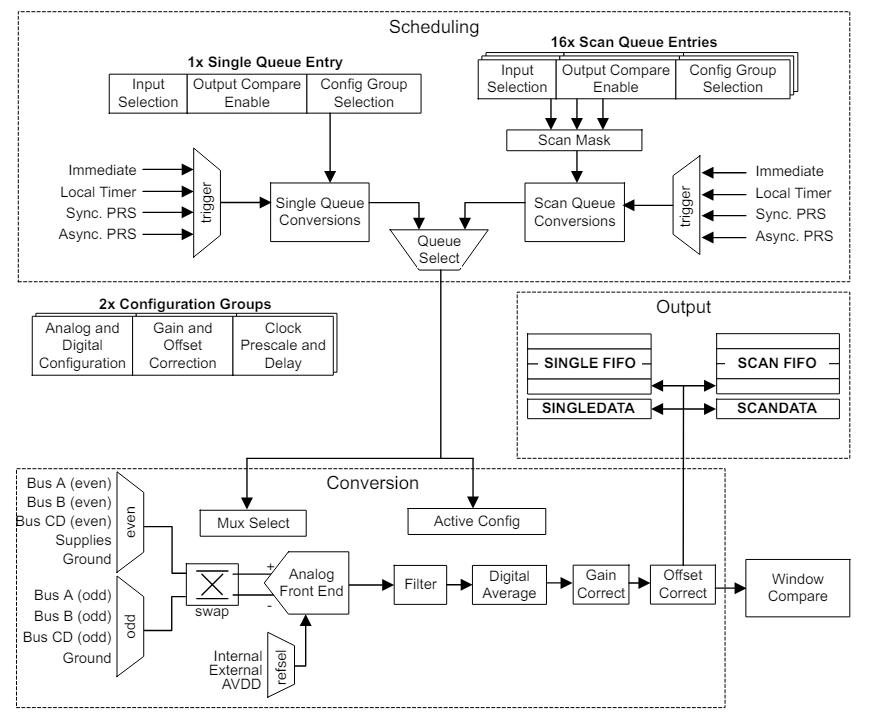 Scheduling
1x Single Queue Entry
16x Scan Queue Entries
Input
Selection
Output Compare
Enable
Config Group
Selection
Input
Selection
Output Compare
Enable
Config Group
Selection
Scan Mask
Immediate
Local Timer
Sync. PRS
Async. PRS
trigger
Single Queue
Conversions
Scan Queue
Conversions
trigger
Immediate
Local Timer
Sync. PRS
Async. PRS
Queue
Select
2x Configuration Groups
Analog and
Digital
Configuration
Gain and
Offset
Correction
Clock
Prescale and
Delay
Output
SINGLE FIFO
SCAN FIFO
SINGLEDATA
SCANDATA
Conversion
Bus A (even)
Bus B (even)
Bus CD (even)
Supplies
Ground
even
Mux Select
Active Config
Bus A (odd)
Bus B (odd)
Bus CD (odd)
Ground
odd
swap
+
-
Analog
Front End
Filter
Digital
Average
Gain
Correct
Offset
Correct
Window
Compare
Internal
External
AVDD
refsel